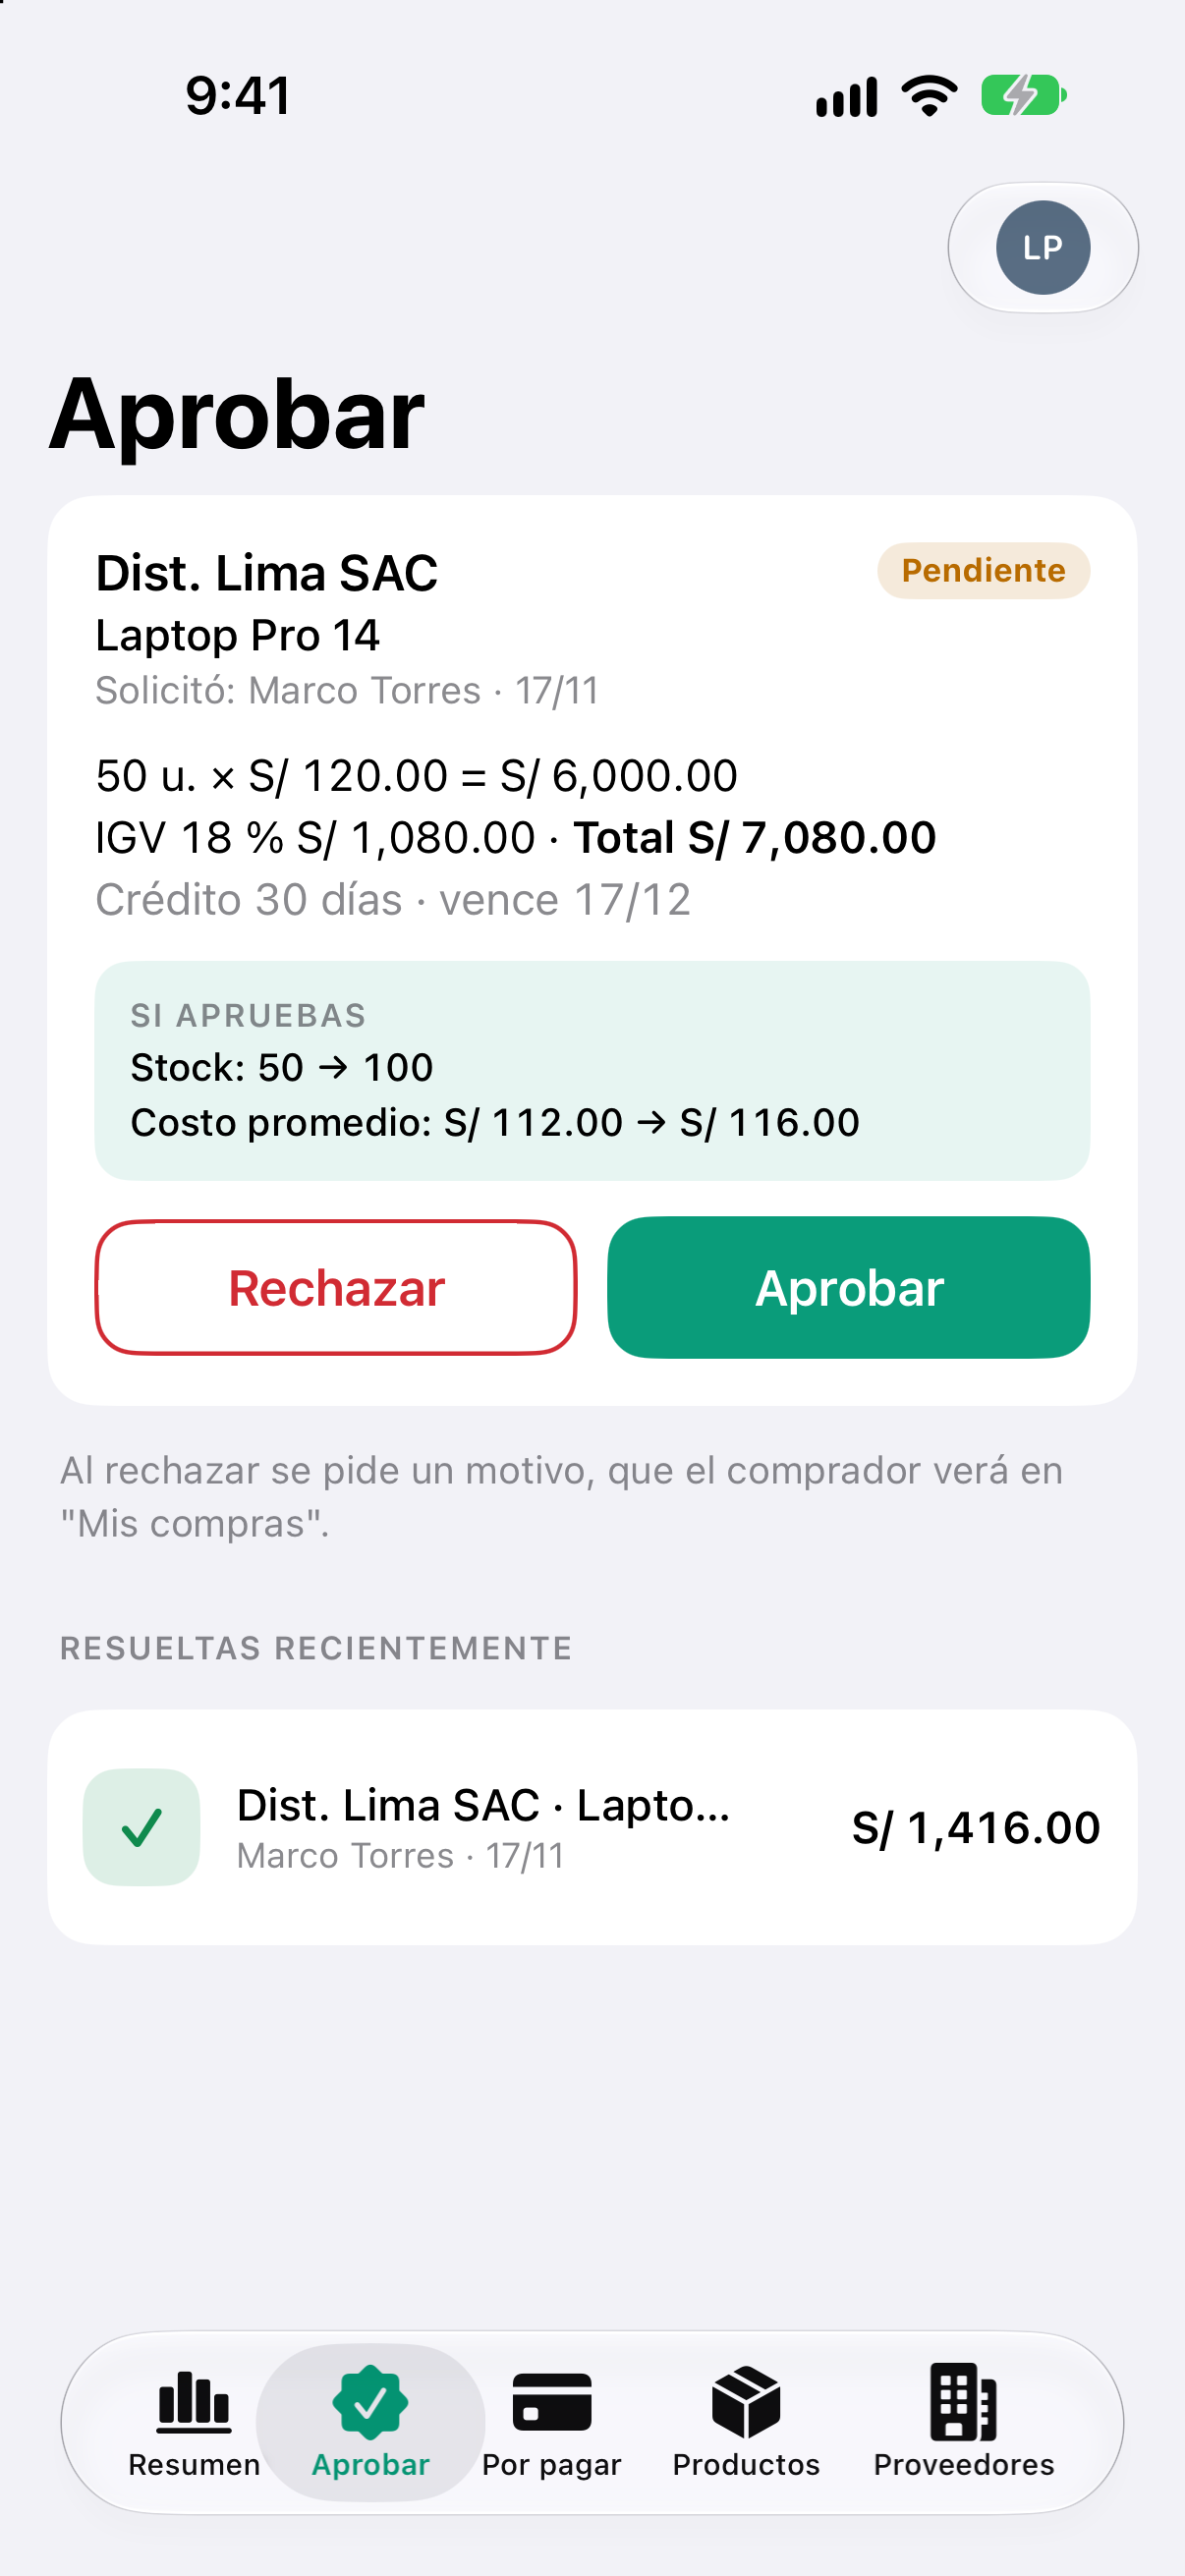 9:41
LP
Aprobar
Dist. Lima SAC
Pendiente
Laptop Pro 14
Solicitó: Marco Torres · 17/11
50 u. × S/ 120.00 = S/ 6,000.00
IGV 18 % S/ 1,080.00 · Total S/ 7,080.00
Crédito 30 días · vence 17/12
SI APRUEBAS
Stock: 50 → 100
Costo promedio: S/ 112.00 → S/ 116.00
Rechazar
Aprobar
Al rechazar se pide un motivo, que el comprador verá en
"Mis compras".
RESUELTAS RECIENTEMENTE
Dist. Lima SAC · Lapto...
S/ 1,416.00
Marco Torres · 17/11
Resumen
Aprobar
Por pagar
Productos
Proveedores